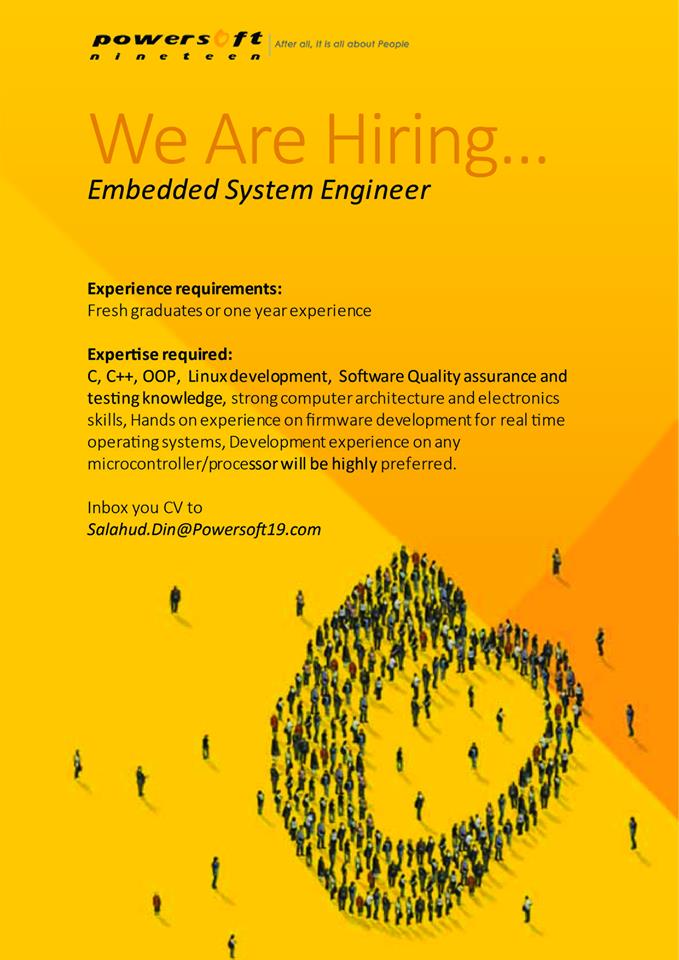 powersoft
nineteen
After all, it is all about People
We Are Hiring...
Embedded System Engineer
Experience requirements:
Fresh graduates or one year experience
Expertise required:
C, C++, OOP, Linux development, Software Quality assurance and
testing knowledge, strong computer architecture and electronics
skills, Hands on experience on firmware development for real time
operating systems, Development experience on any
microcontroller/processor will be highly preferred.
Inbox you CV to
Salahud.Din@Powersoft19.com